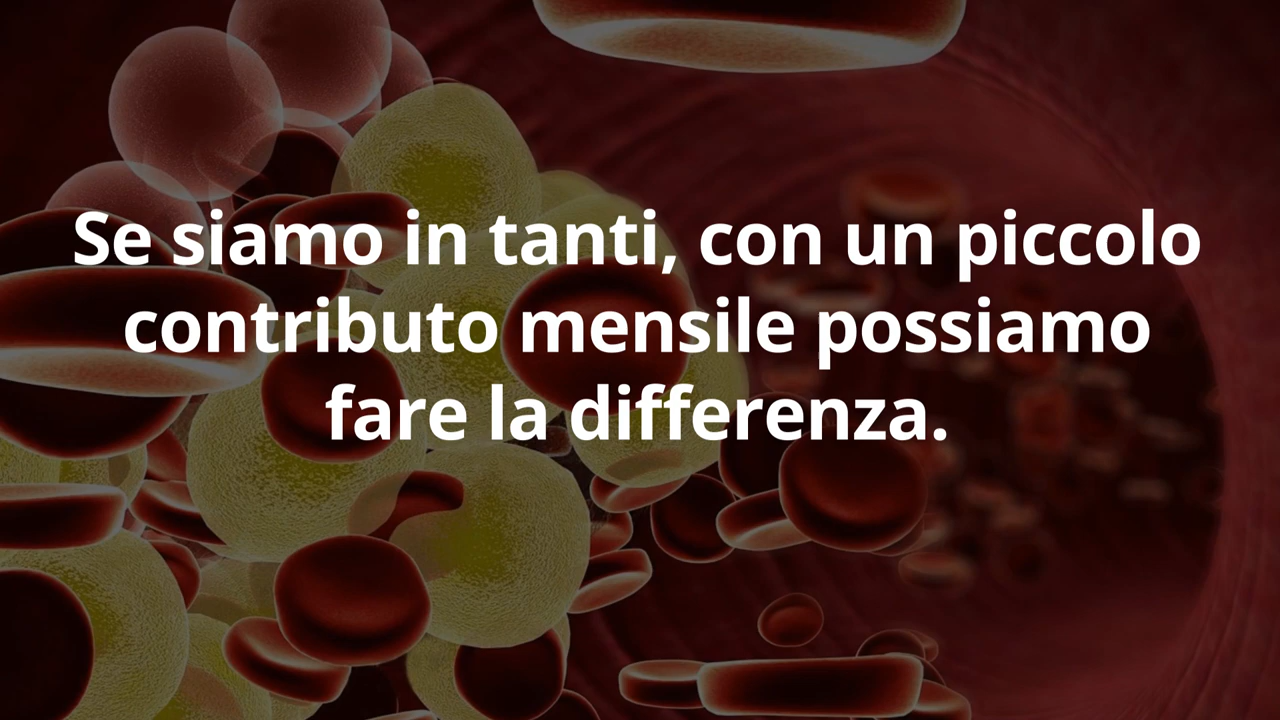 Se siamo in tanti, con un piccolo
contributo mensile possiamo
fare la differenza.